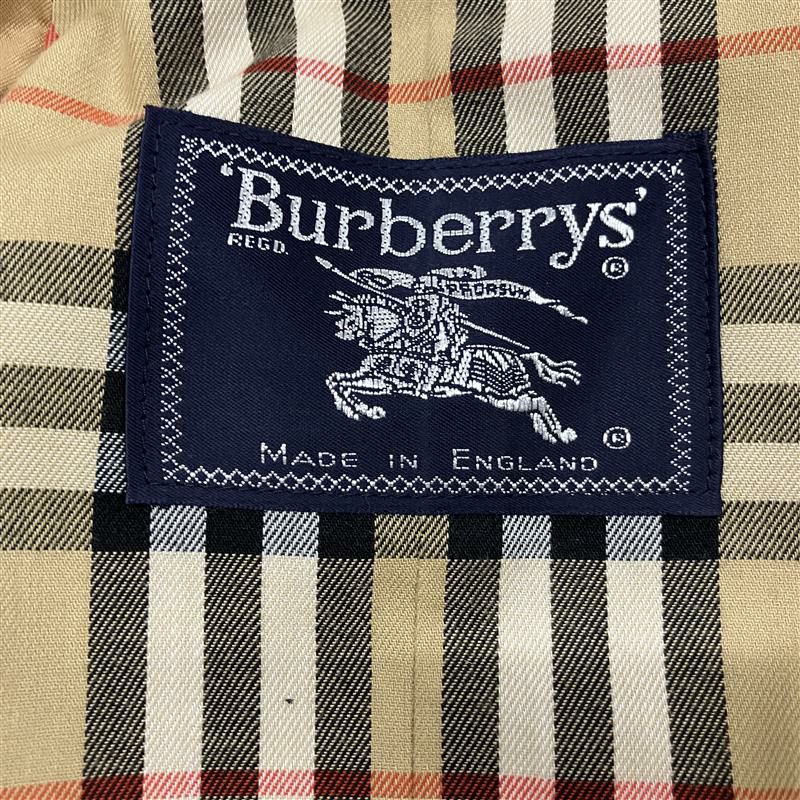 'Burberrys'
REGD.
®
PRORSUM
®
MADE IN ENGLAND